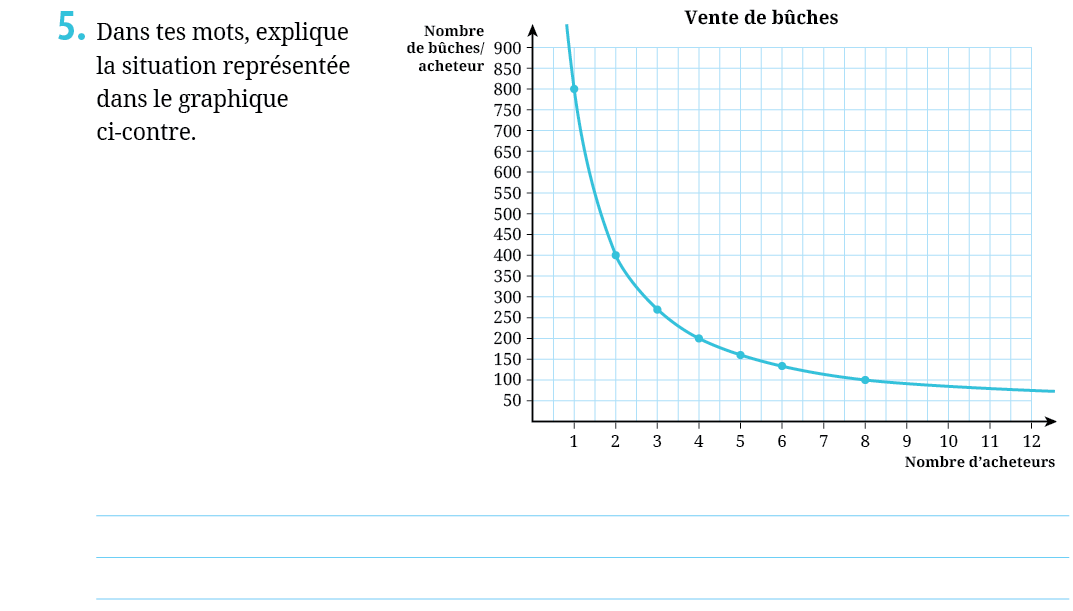 5. Dans tes mots, explique
la situation représentée
dans le graphique
ci-contre.
Vente de bûches
Nombre
de bûches/
acheteur
900
850
800
750
700
650
600
550
500
450
400
350
300
250
200
150
100
50
1 2 3 4 5 6 7 8 9 10 11 12
Nombre d’acheteurs